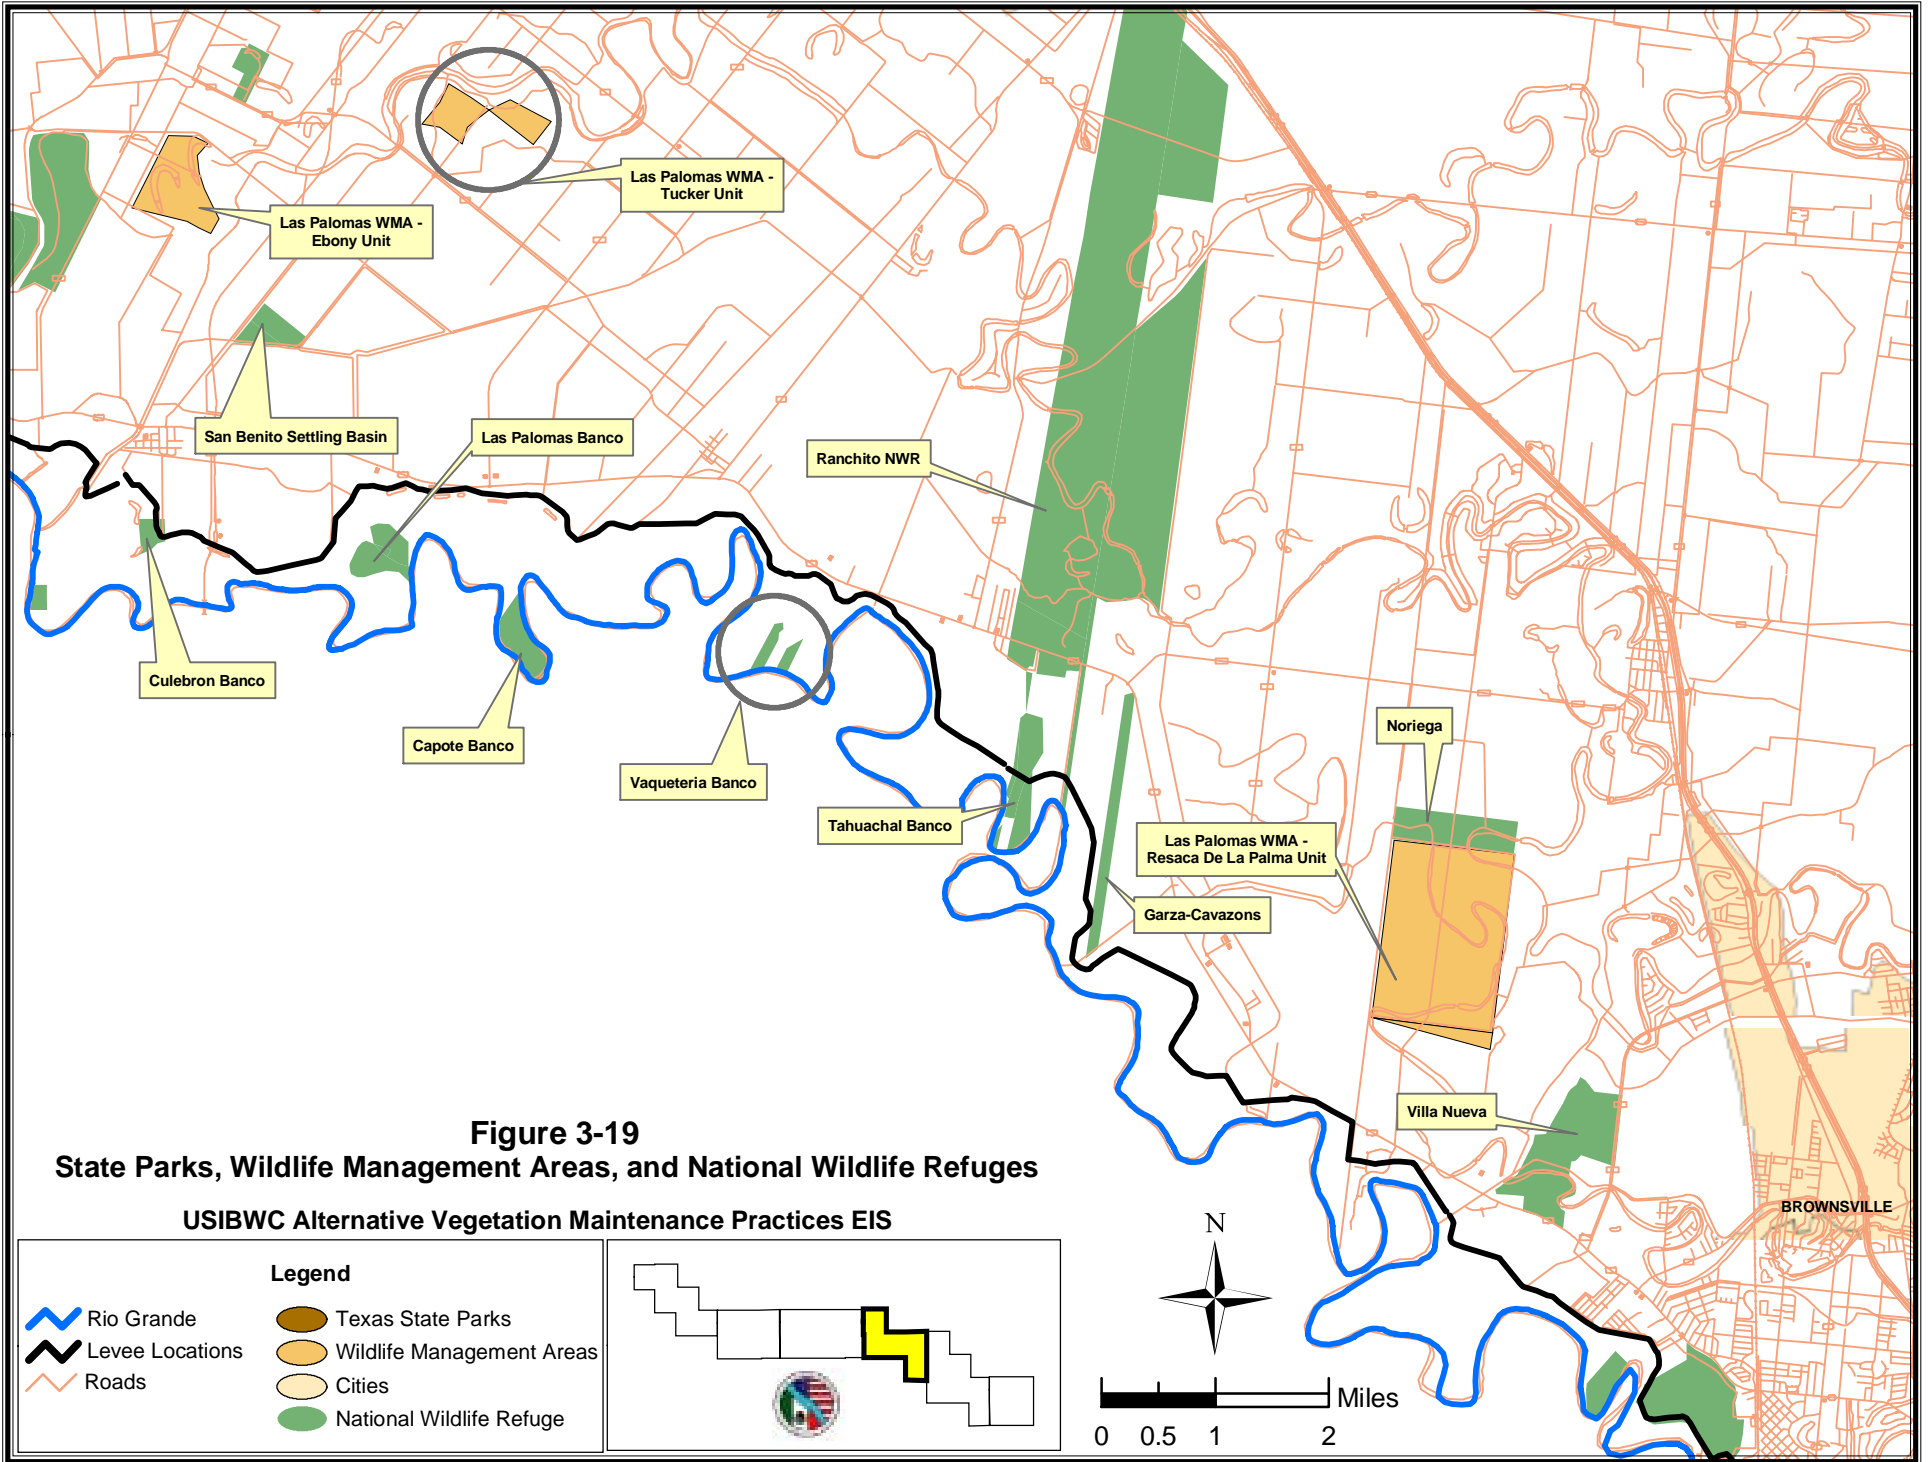 Las Palomas WMA -
Tucker Unit
Las Palomas WMA -
Ebony Unit
San Benito Settling Basin
Las Palomas Banco
Ranchito NWR
Culebron Banco
Capote Banco
Vaqueteria Banco
Tahuachal Banco
Noriega
Las Palomas WMA -
Resaca De La Palma Unit
Garza-Cavazons
Villa Nueva
BROWNSVILLE
Figure 3-19
State Parks, Wildlife Management Areas, and National Wildlife Refuges
USIBWC Alternative Vegetation Maintenance Practices EIS
Legend
Rio Grande
Levee Locations
Roads
Texas State Parks
Wildlife Management Areas
Cities
National Wildlife Refuge
N
Miles
0 0.5 1 2